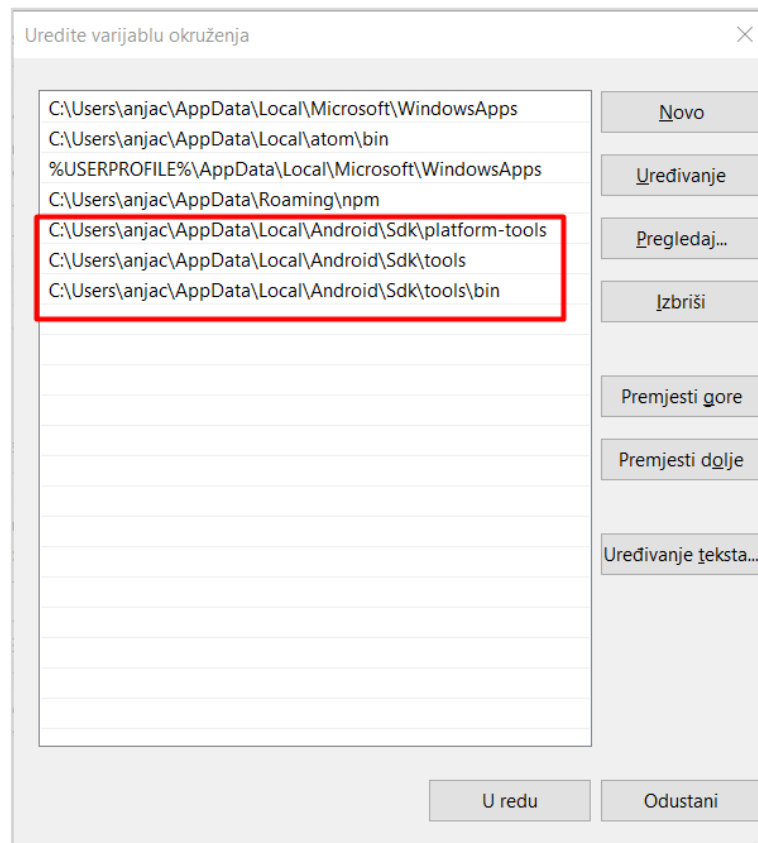 Uredite varijablu okruženja
C:\Users\anjac\AppData\Local\Microsoft\WindowsApps
C:\Users\anjac\AppData\Local\atom\bin
%USERPROFILE%\AppData\Local\Microsoft\WindowsApps
C:\Users\anjac\AppData\Roaming\npm
C:\Users\anjac\AppData\Local\Android\Sdk\platform-tools
C:\Users\anjac\AppData\Local\Android\Sdk\tools
C:\Users\anjac\AppData\Local\Android\Sdk\tools\bin
Novo
Uređivanje
Pregledaj...
Izbriši
Premjesti gore
Premjesti dolje
Uređivanje teksta...
U redu
Odustani